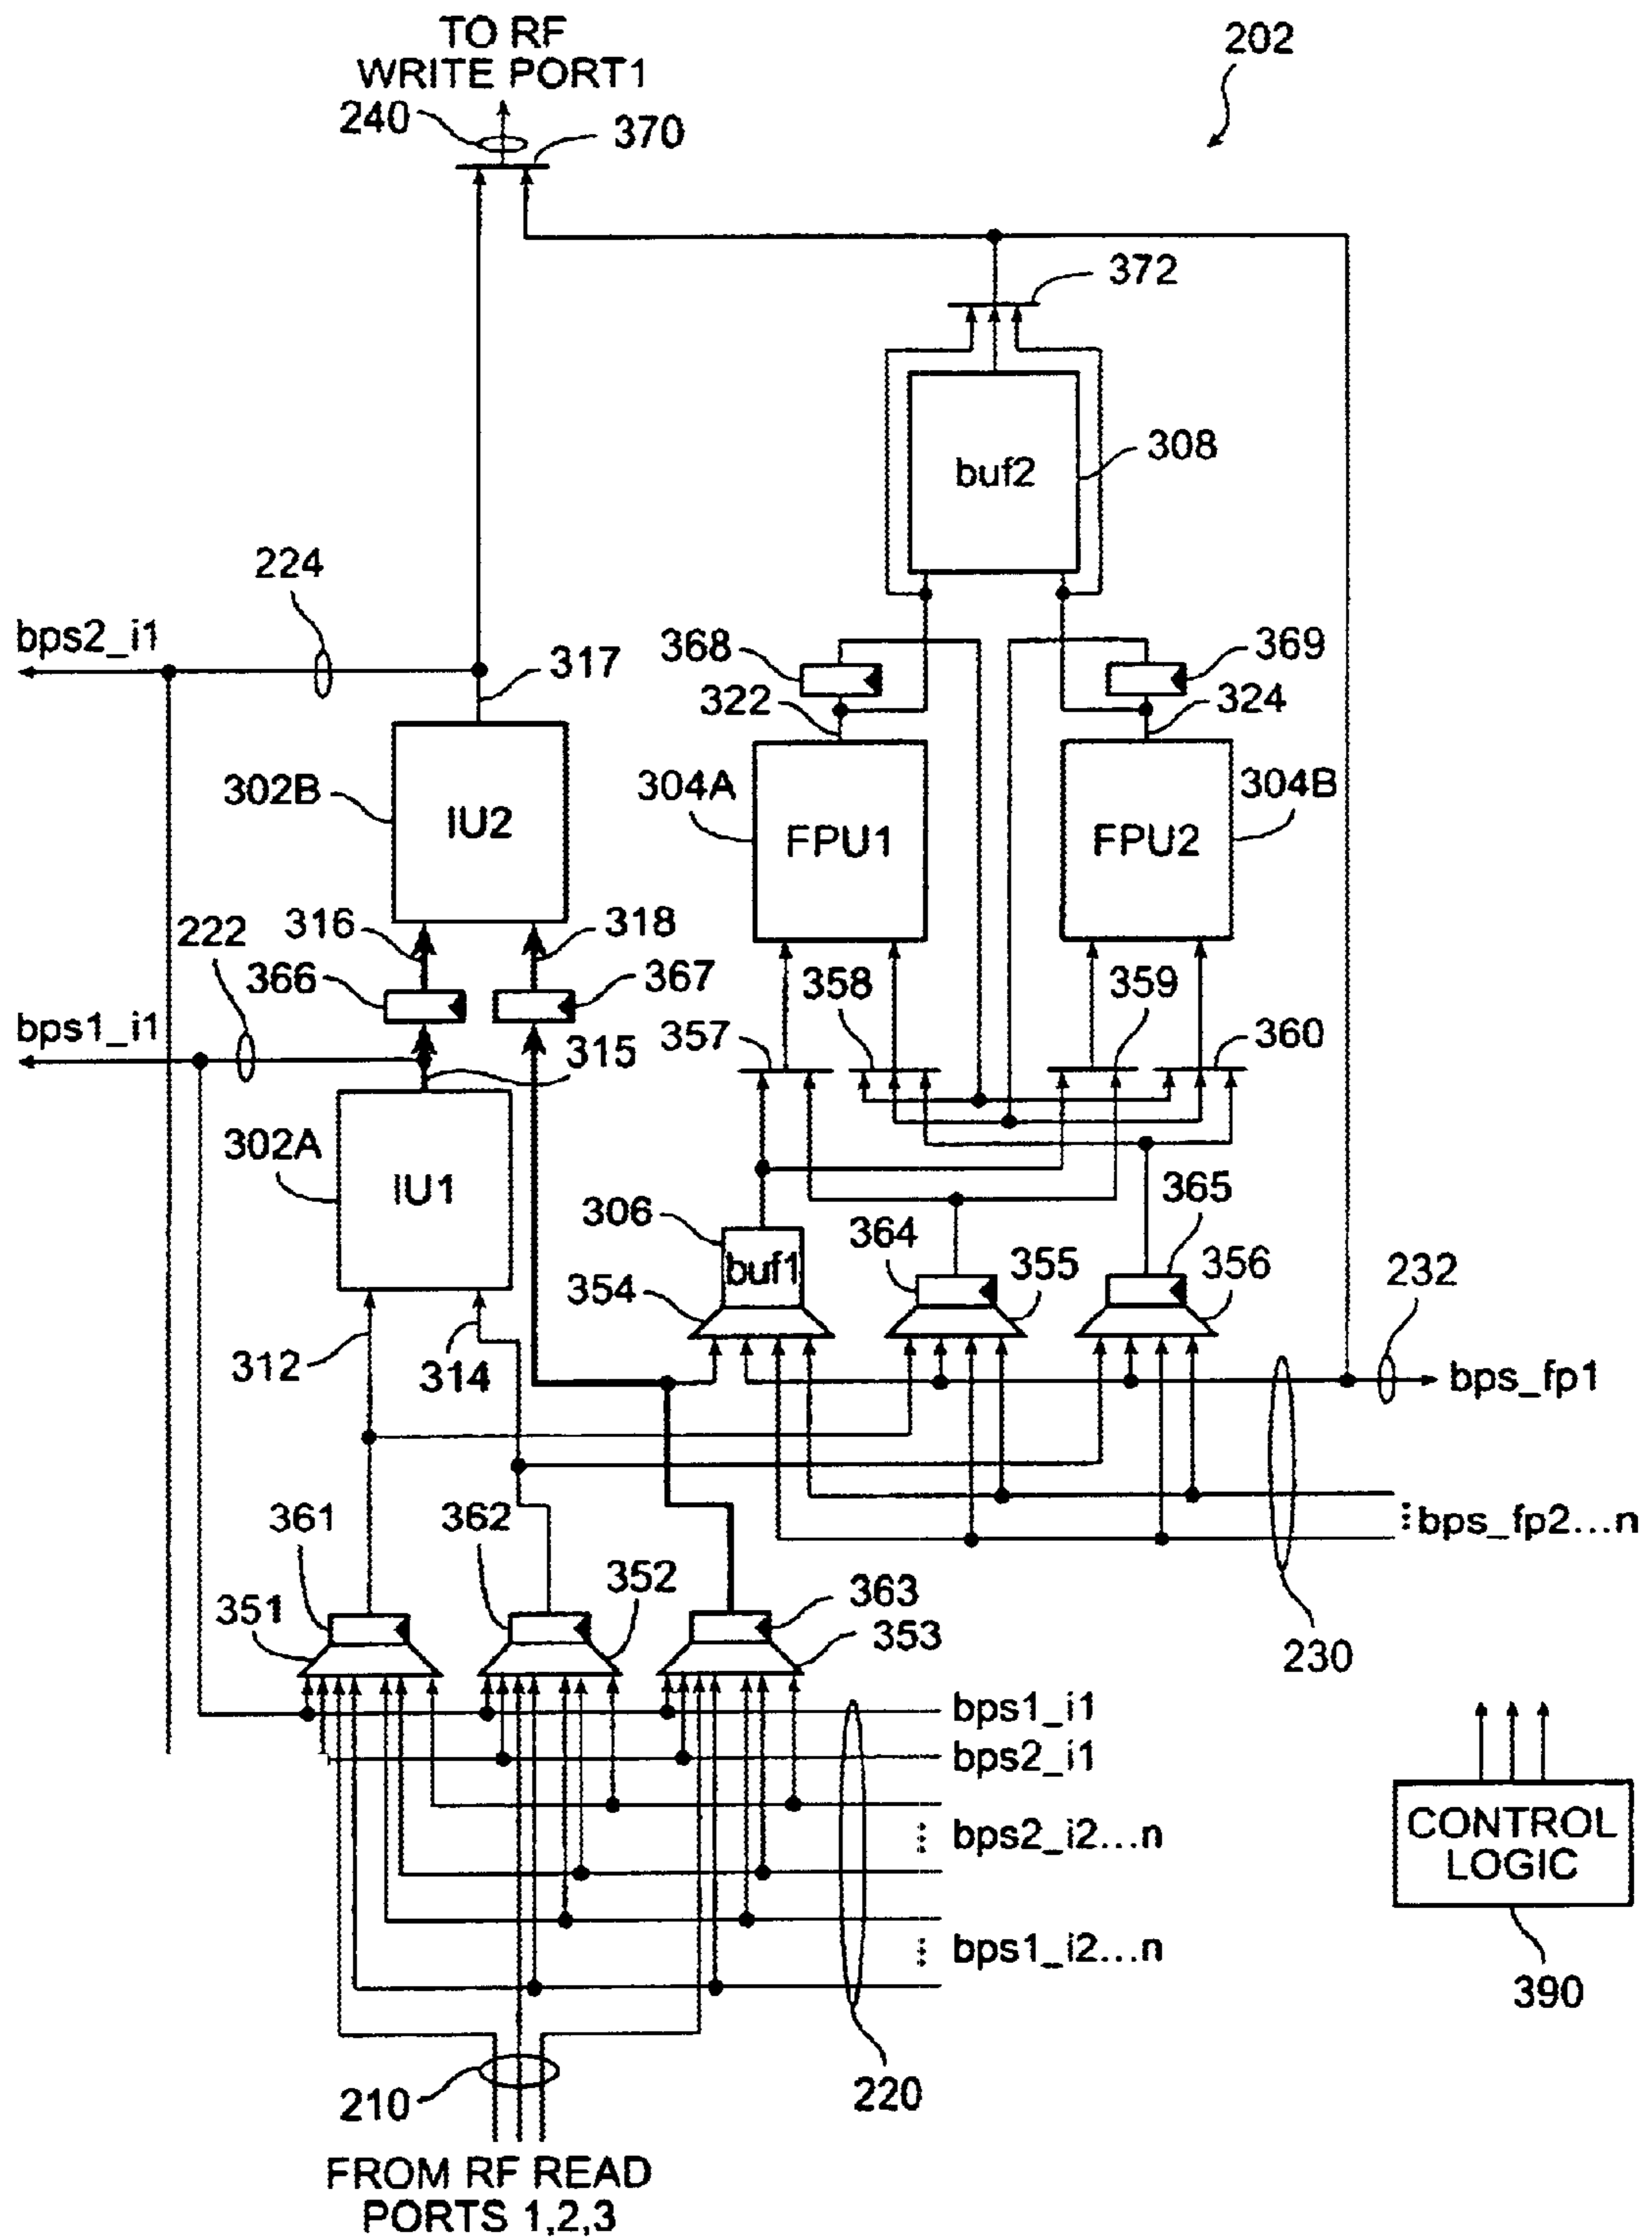 TO RF
WRITE PORT1
202
240
370
372
buf2
308
224
bps2_i1
317
368
369
322
324
302B
IU2
304A
FPU1
304B
FPU2
316
318
222
366
367
358
359
bps1_i1
315
357
360
302A
IU1
306
buf1
365
364
355
356
354
232
312
314
bps_fp1
361
362
bps_fp2...n
351
352
363
353
230
bps1_i1
bps2_i1
bps2_i2...n
CONTROL
LOGIC
bps1_i2...n
390
210
220
FROM RF READ
PORTS 1,2,3